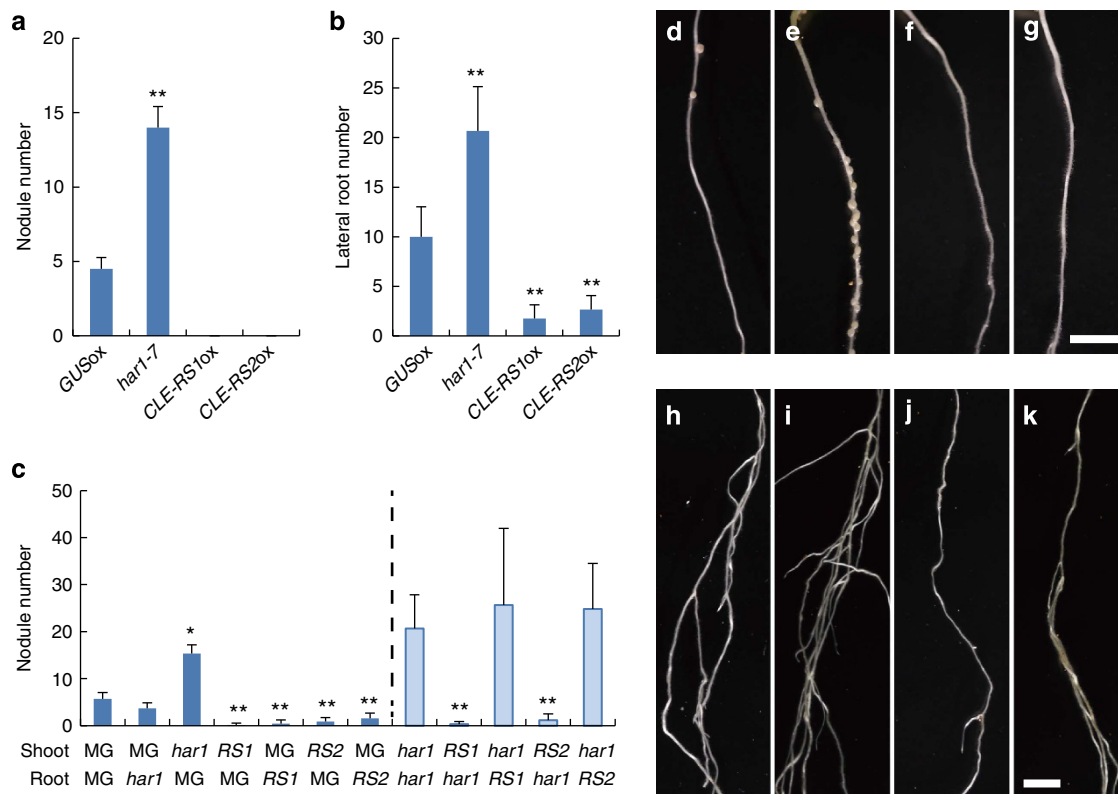 a
20
15
10
5
0
Nodule number
**
GUSox
har1-7
CLE-RS1ox
CLE-RS2ox
b
30
25
20
15
10
5
0
Lateral root number
**
**
**
GUSox
har1-7
CLE-RS1ox
CLE-RS2ox
c
50
40
30
20
10
0
Nodule number
* ** ** ** ** ** **
Shoot MG MG har1 RS1 MG RS2 MG har1 RS1 har1 RS2 har1
Root MG har1 MG MG RS1 MG RS2 har1 har1 RS1 har1 RS2
d e f g
h i j k